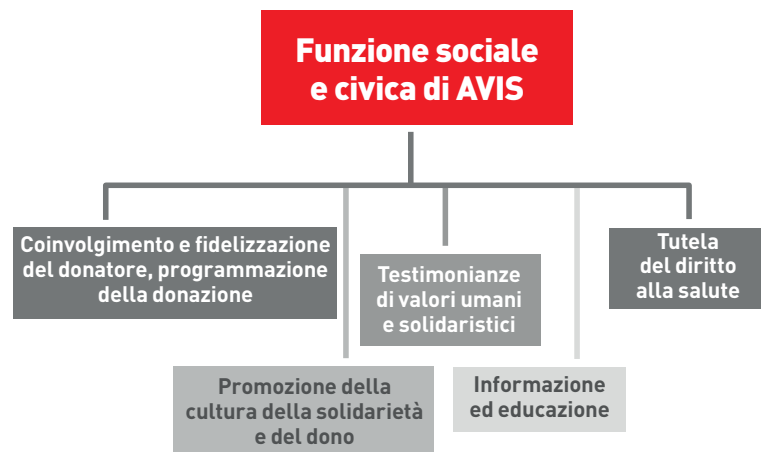 Funzione sociale
e civica di AVIS
Coinvolgimento e fidelizzazione
del donatore, programmazione
della donazione
Testimonianze
di valori umani
e solidaristici
Tutela
del diritto
alla salute
Promozione della
cultura della solidarietà
e del dono
Informazione
ed educazione